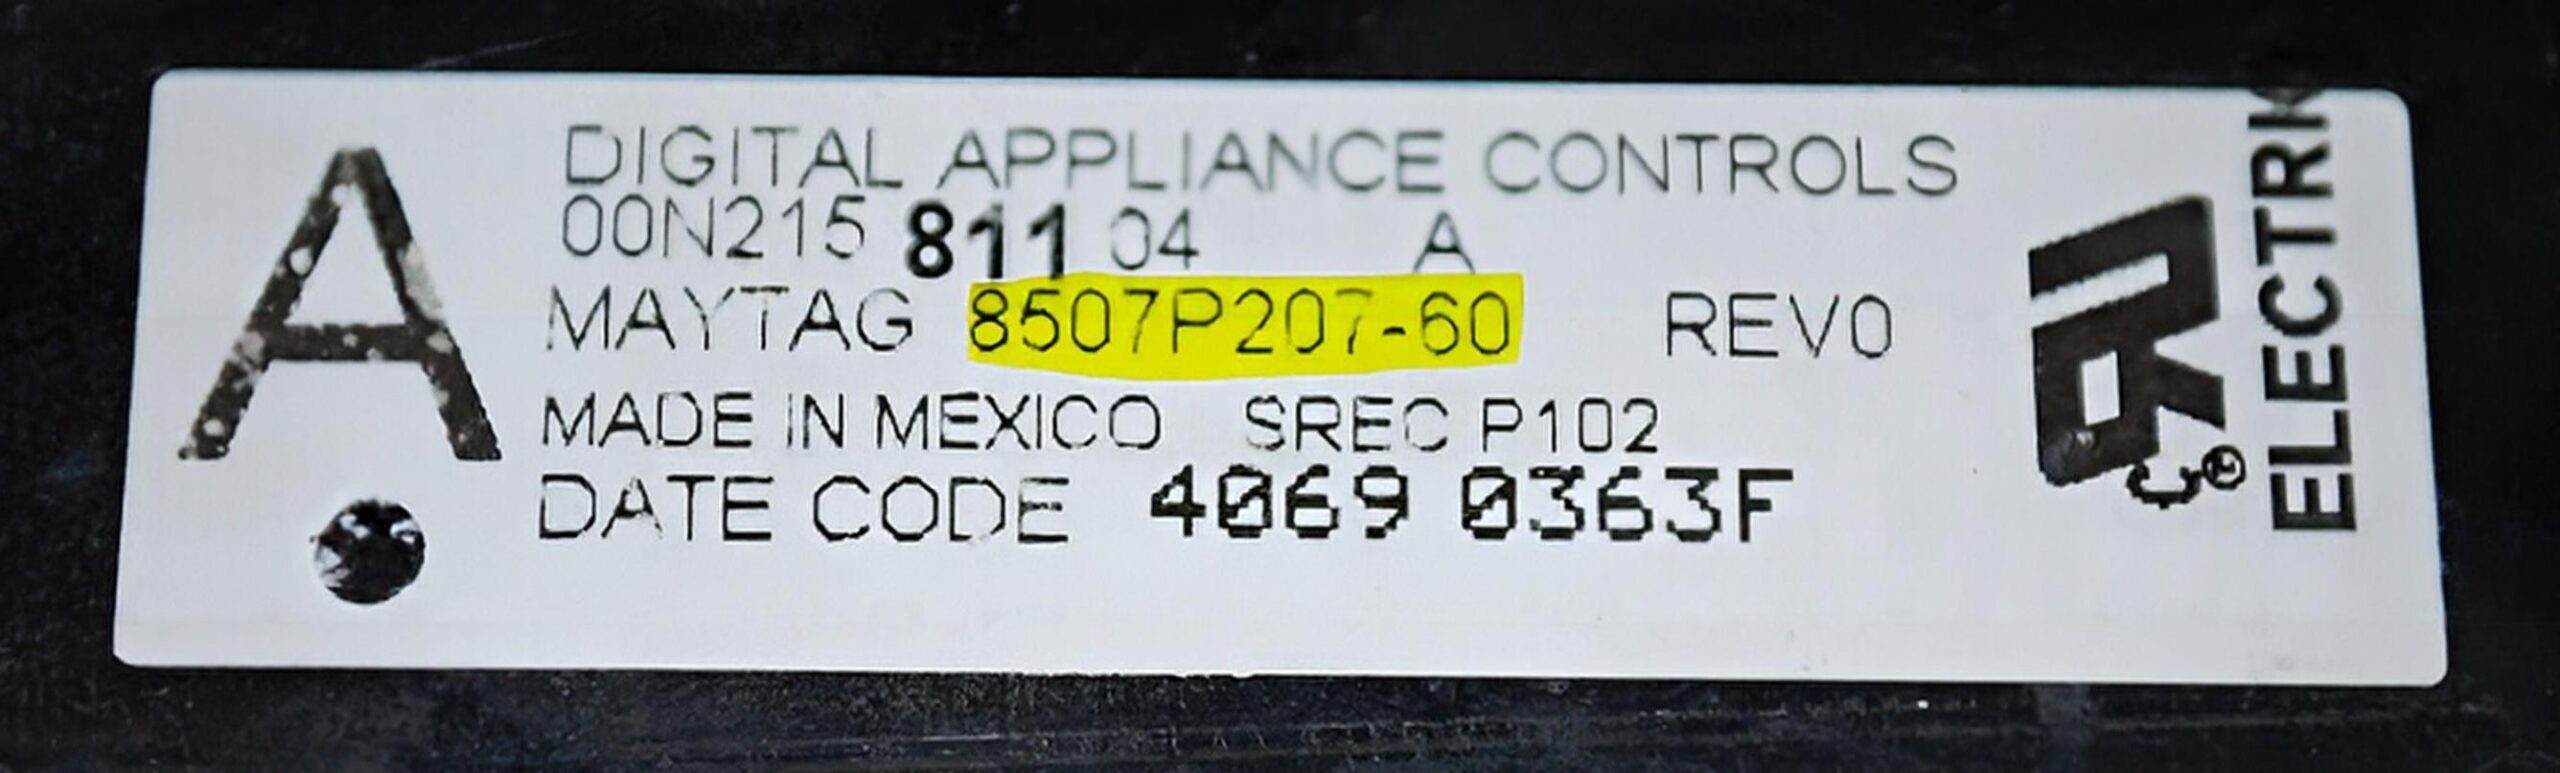 A
DIGITAL APPLIANCE CONTROLS
00N215 811 04 A
MAYTAG 8507P207-60 REV0
MADE IN MEXICO SREC P102
DATE CODE 4069 0363F